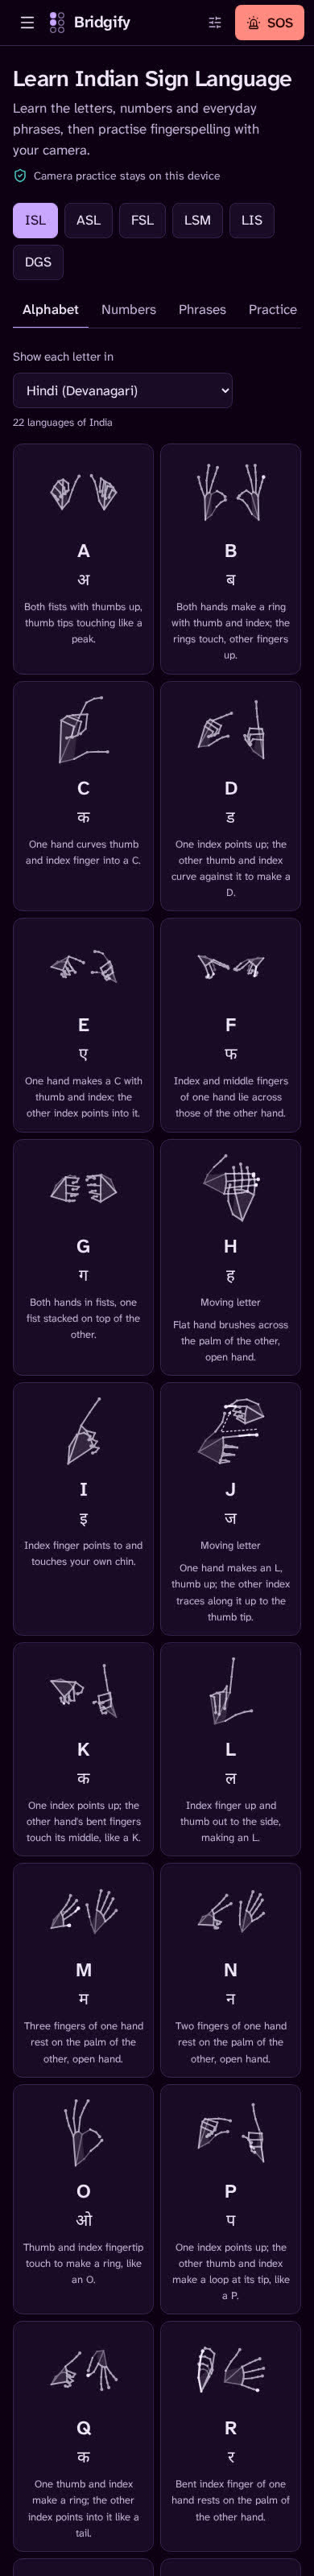 Bridgify
SOS
Learn Indian Sign Language
Learn the letters, numbers and everyday
phrases, then practise fingerspelling with
your camera.
Camera practice stays on this device
ISL ASL FSL LSM LIS
DGS
Alphabet Numbers Phrases Practice
Show each letter in
Hindi (Devanagari)
22 languages of India
A
अ
Both fists with thumbs up,
thumb tips touching like a
peak.
B
ब
Both hands make a ring
with thumb and index; the
rings touch, other fingers
up.
C
क
One hand curves thumb
and index finger into a C.
D
ड
One index points up; the
other thumb and index
curve against it to make a
D.
E
ए
One hand makes a C with
thumb and index; the
other index points into it.
F
फ
Index and middle fingers
of one hand lie across
those of the other hand.
G
ग
Both hands in fists, one
fist stacked on top of the
other.
H
ह
Moving letter
Flat hand brushes across
the palm of the other,
open hand.
I
इ
Index finger points to and
touches your own chin.
J
ज
Moving letter
One hand makes an L,
thumb up; the other index
traces along it up to the
thumb tip.
K
क
One index points up; the
other hand's bent fingers
touch its middle, like a K.
L
ल
Index finger up and
thumb out to the side,
making an L.
M
म
Three fingers of one hand
rest on the palm of the
other, open hand.
N
न
Two fingers of one hand
rest on the palm of the
other, open hand.
O
ओ
Thumb and index fingertip
touch to make a ring, like
an O.
P
प
One index points up; the
other thumb and index
make a loop at its tip, like
a P.
Q
क
One thumb and index
make a ring; the other
index points into it like a
tail.
R
र
Bent index finger of one
hand rests on the palm of
the other hand.